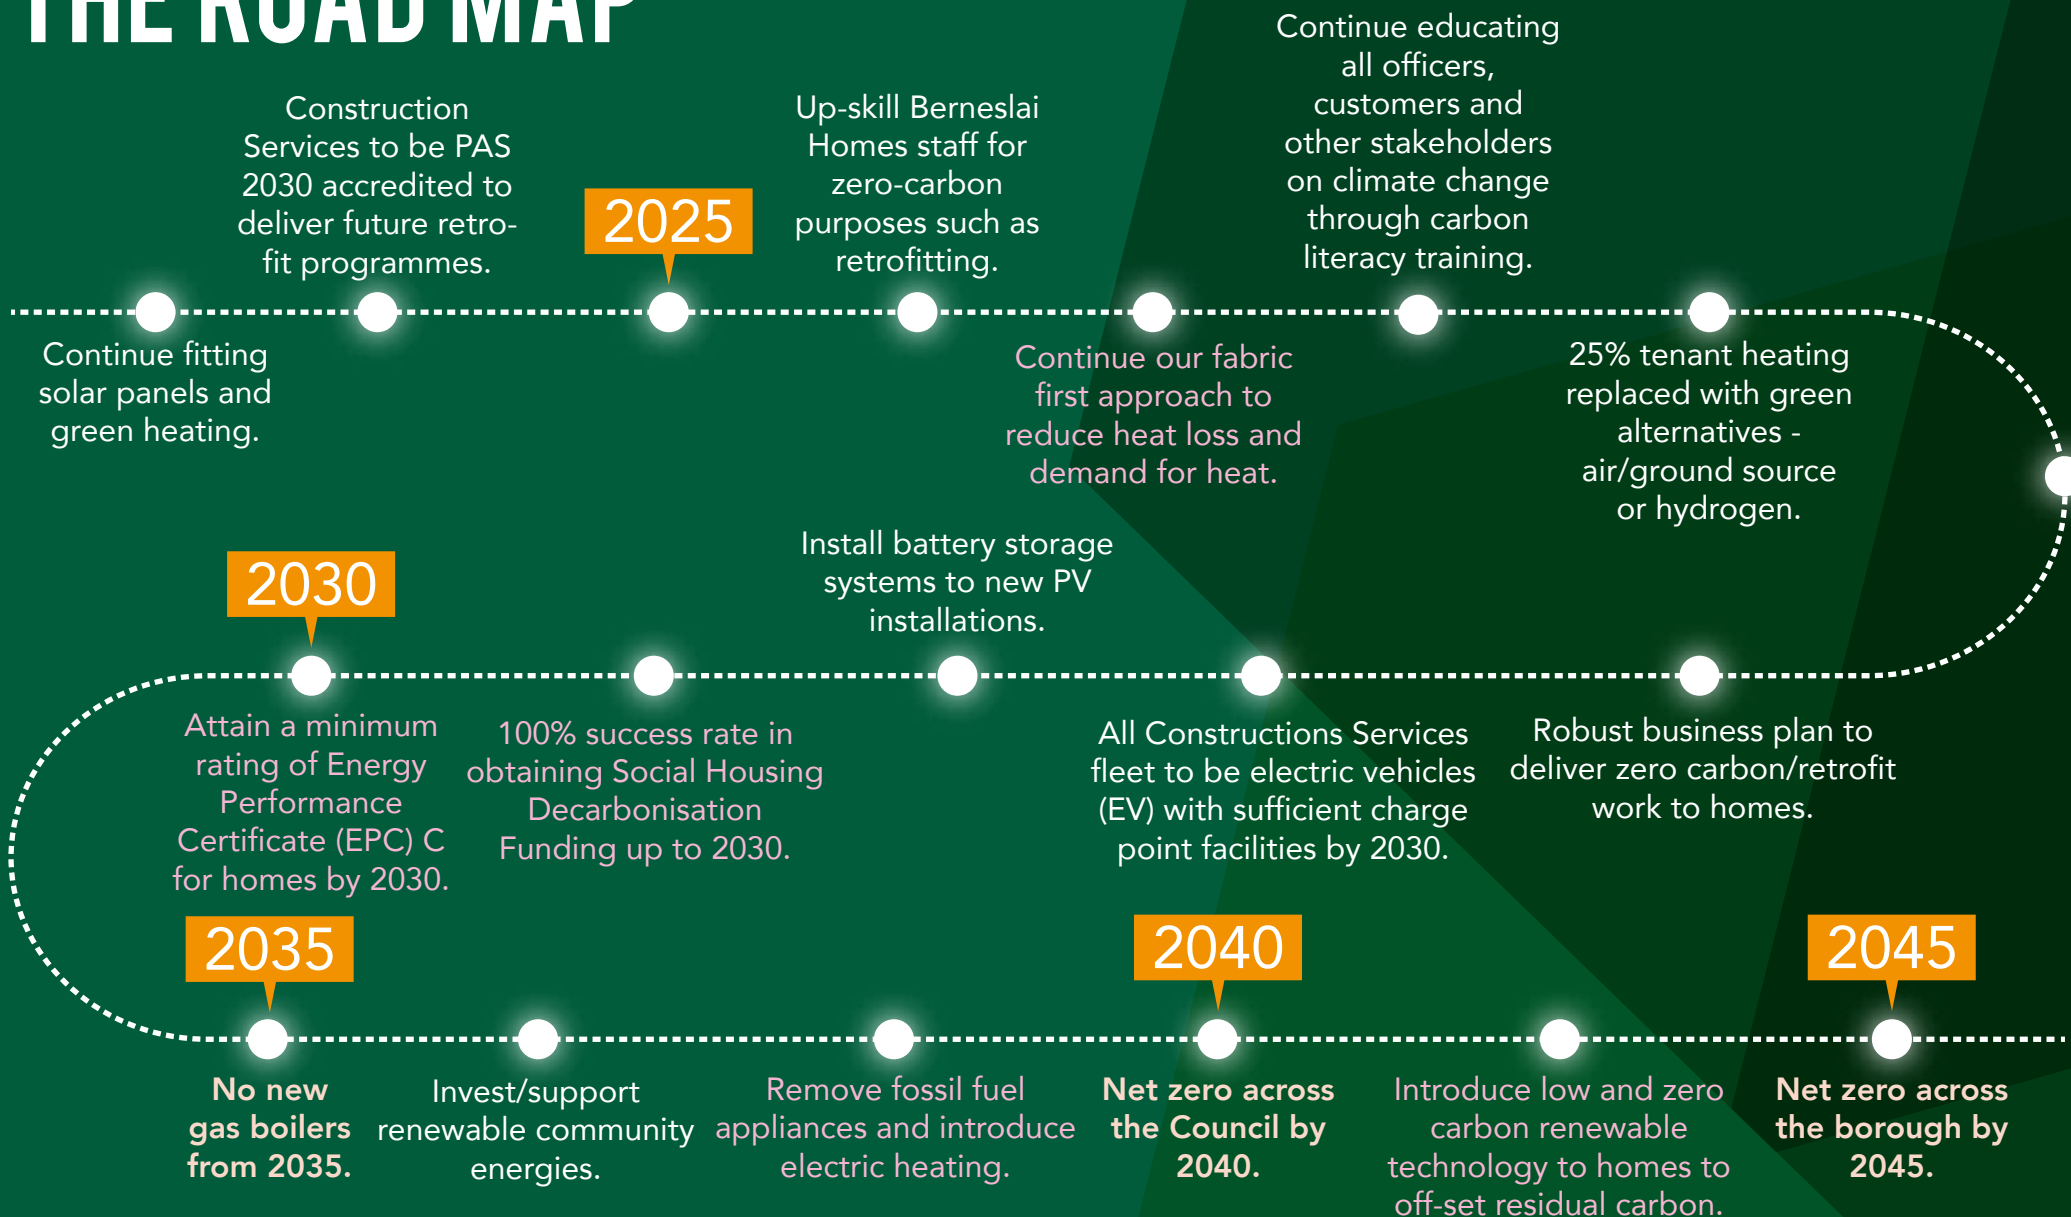 THE ROAD MAP
Continue fitting
solar panels and
green heating.
Construction
Services to be PAS
2030 accredited to
deliver future retro-
fit programmes.
2025
Up-skill Berneslai
Homes staff for
zero-carbon
purposes such as
retrofitting.
Continue our fabric
first approach to
reduce heat loss and
demand for heat.
Continue educating
all officers,
customers and
other stakeholders
on climate change
through carbon
literacy training.
25% tenant heating
replaced with green
alternatives -
air/ground source
or hydrogen.
Robust business plan to
deliver zero carbon/retrofit
work to homes.
All Constructions Services
fleet to be electric vehicles
(EV) with sufficient charge
point facilities by 2030.
Install battery storage
systems to new PV
installations.
100% success rate in
obtaining Social Housing
Decarbonisation
Funding up to 2030.
2030
Attain a minimum
rating of Energy
Performance
Certificate (EPC) C
for homes by 2030.
2035
No new
gas boilers
from 2035.
Invest/support
renewable community
energies.
Remove fossil fuel
appliances and introduce
electric heating.
2040
Net zero across
the Council by
2040.
Introduce low and zero
carbon renewable
technology to homes to
off-set residual carbon.
2045
Net zero across
the borough by
2045.